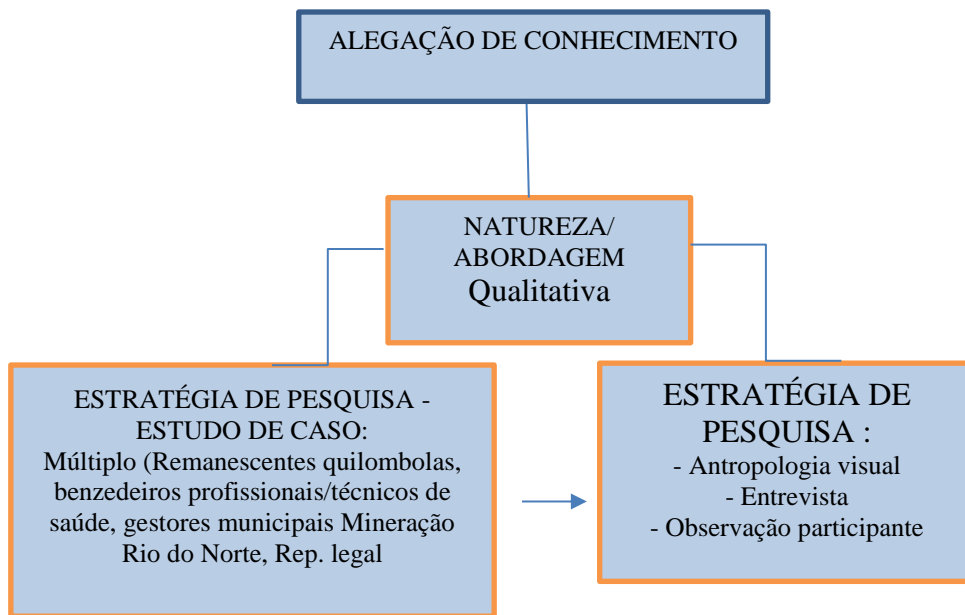 ALEGAÇÃO DE CONHECIMENTO
NATUREZA/
ABORDAGEM
Qualitativa
ESTRATÉGIA DE PESQUISA -
ESTUDO DE CASO:
Múltiplo (Remanescentes quilombolas,
benzedeiros profissionais/técnicos de
saúde, gestores municipais Mineração
Rio do Norte, Rep. legal
ESTRATÉGIA DE
PESQUISA :
- Antropologia visual
- Entrevista
- Observação participante